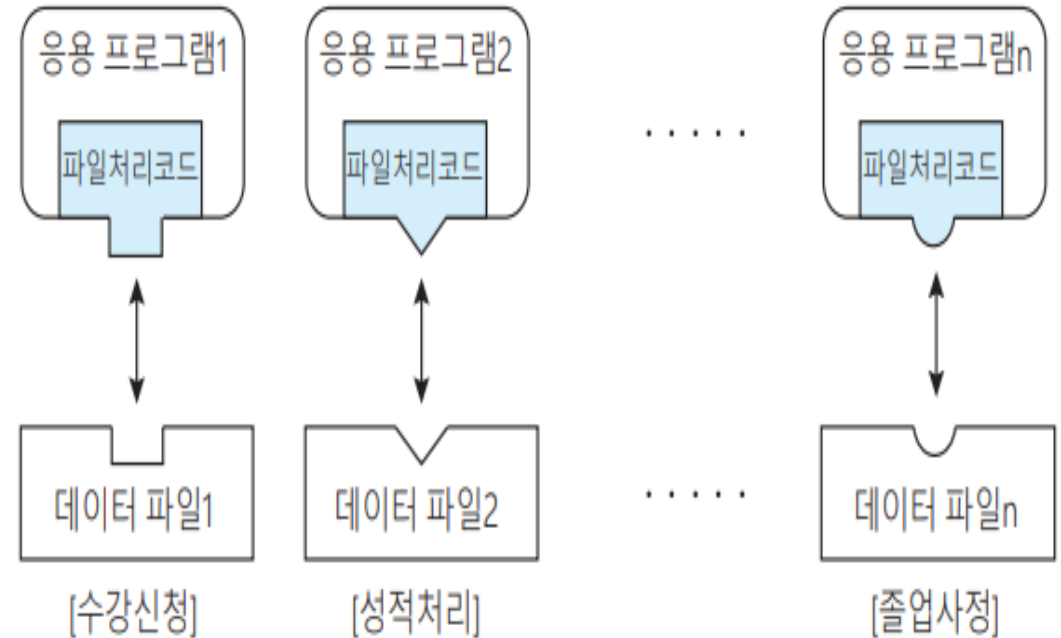 응용 프로그램1 응용 프로그램2 응용 프로그램n
파일처리코드 파일처리코드 ····· 파일처리코드
데이터 파일1 데이터 파일2 ····· 데이터 파일n
[수강신청] [성적처리] [졸업사정]